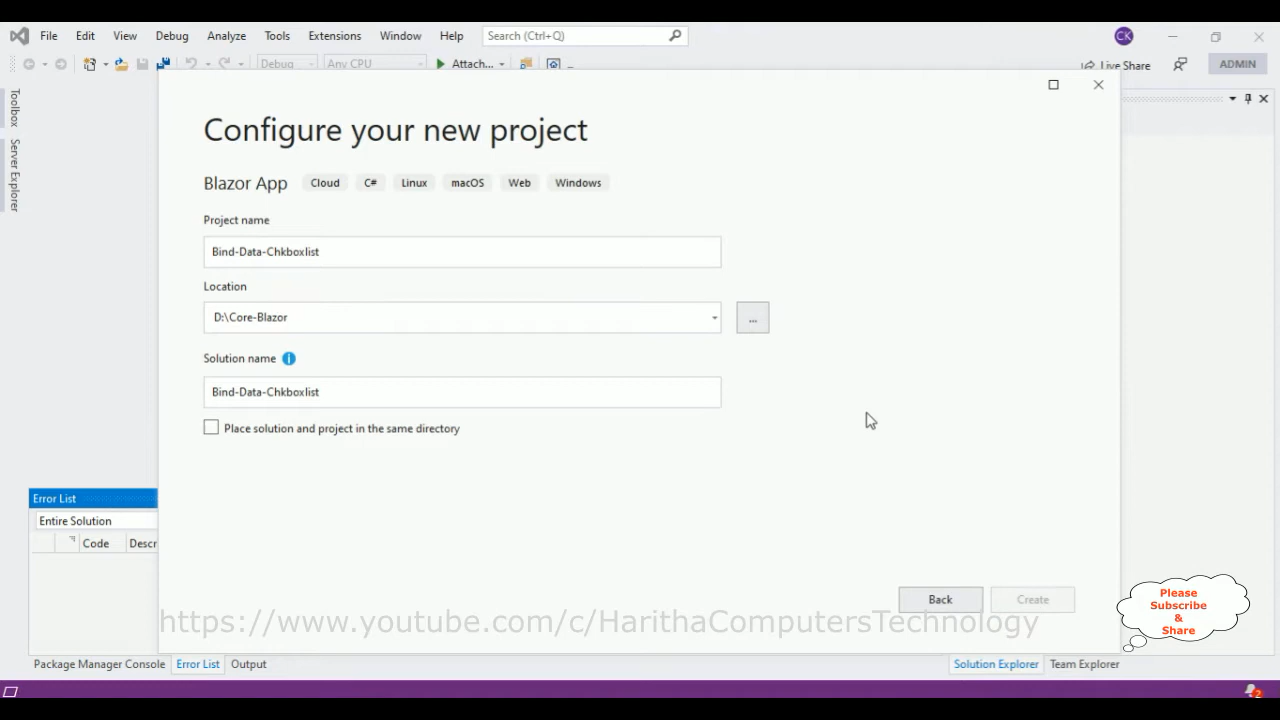 File Edit View Debug Analyze Tools Extensions Window Help Search (Ctrl+Q) CK
Debug Any CPU Attach... Live Share ADMIN
Toolbox
Server Explorer
Configure your new project
Blazor App Cloud C# Linux macOS Web Windows
Project name
Bind-Data-Chkboxlist
Location
D:\Core-Blazor
...
Solution name
Bind-Data-Chkboxlist
Place solution and project in the same directory
Error List
Entire Solution
Code Descr
Back Create
https://www.youtube.com/c/HarithaComputersTechnology
Please
Subscribe
&
Share
Package Manager Console Error List Output Solution Explorer Team Explorer
2